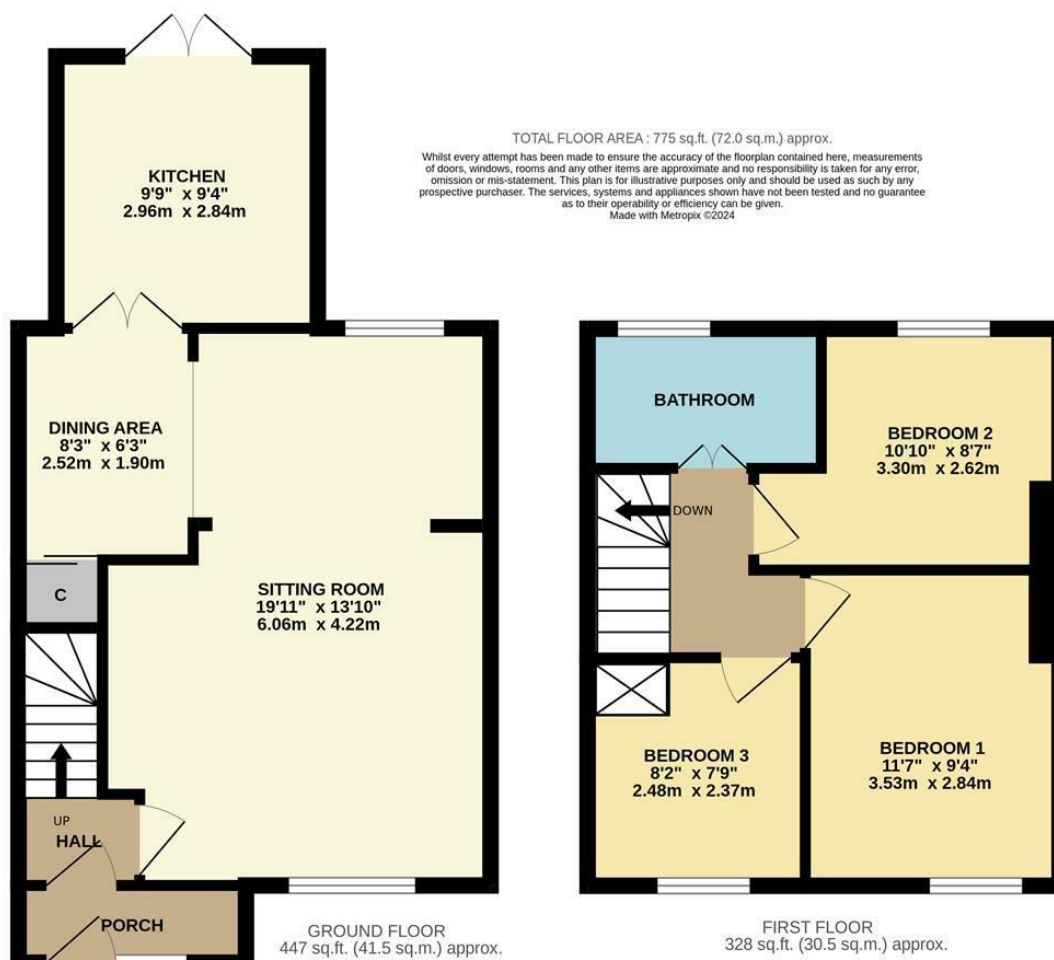 TOTAL FLOOR AREA : 775 sq.ft. (72.0 sq.m.) approx.
Whilst every attempt has been made to ensure the accuracy of the floorplan contained here, measurements
of doors, windows, rooms and any other items are approximate and no responsibility is taken for any error,
omission or mis-statement. This plan is for illustrative purposes only and should be used as such by any
prospective purchaser. The services, systems and appliances shown have not been tested and no guarantee
as to their operability or efficiency can be given.
Made with Metropix ©2024
KITCHEN
9'9" x 9'4"
2.96m x 2.84m
DINING AREA
8'3" x 6'3"
2.52m x 1.90m
C
SITTING ROOM
19'11" x 13'10"
6.06m x 4.22m
UP
HALL
PORCH
GROUND FLOOR
447 sq.ft. (41.5 sq.m.) approx.
BATHROOM
BEDROOM 2
10'10" x 8'7"
3.30m x 2.62m
DOWN
BEDROOM 3
8'2" x 7'9"
2.48m x 2.37m
BEDROOM 1
11'7" x 9'4"
3.53m x 2.84m
FIRST FLOOR
328 sq.ft. (30.5 sq.m.) approx.